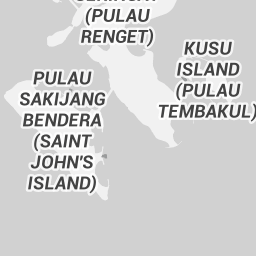 (PULAU
RENGET)
KUSU
ISLAND
(PULAU
TEMBAKUL)
PULAU
SAKIJANG
BENDERA
(SAINT
JOHN'S
ISLAND)